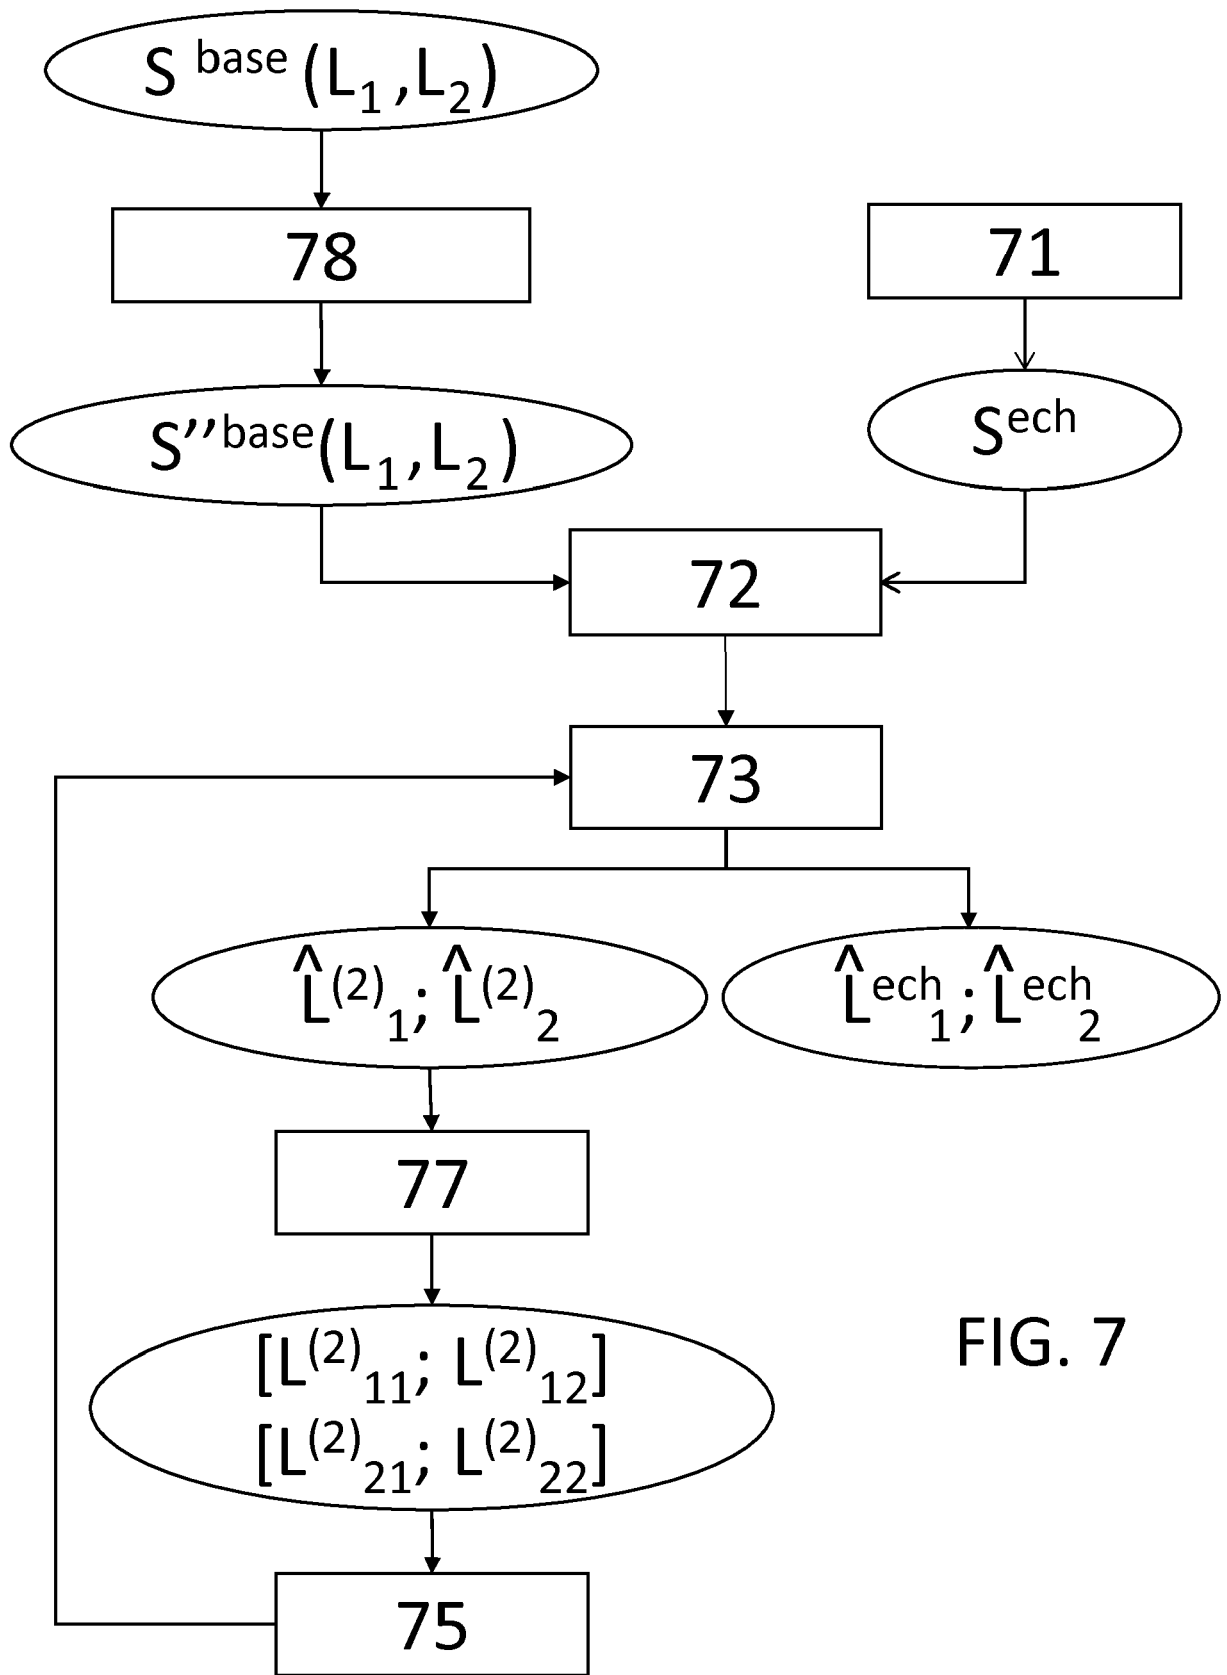 S base (L1,L2)
78
71
S′′base(L1,L2)
Sech
72
73
L̂(2)1; L̂(2)2
L̂ech1; L̂ech2
77
[L(2)11; L(2)12]
[L(2)21; L(2)22]
FIG. 7
75